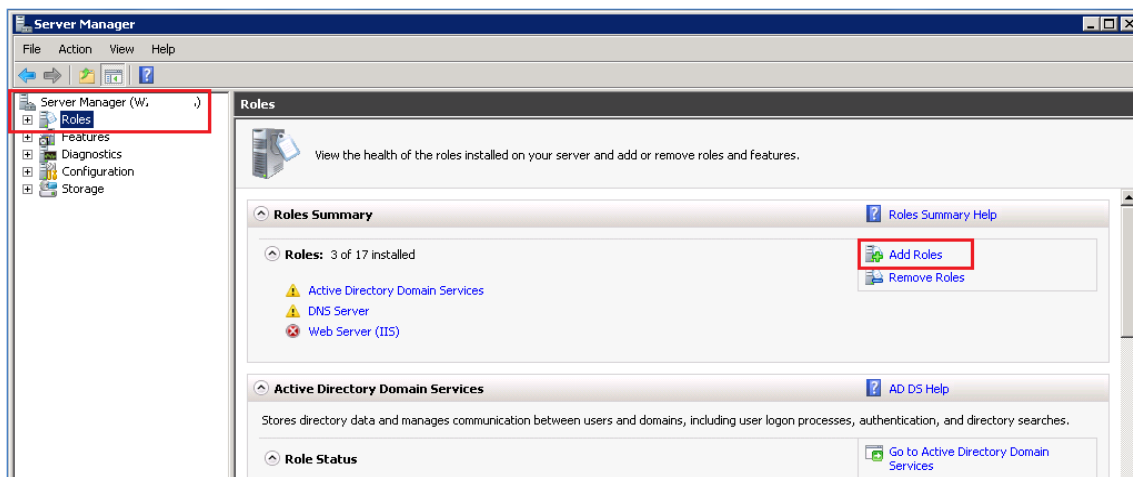 Server Manager
File Action View Help
Server Manager (W
Roles
Features
Diagnostics
Configuration
Storage
Roles
View the health of the roles installed on your server and add or remove roles and features.
Roles Summary
Roles Summary Help
Roles: 3 of 17 installed
Add Roles
Remove Roles
Active Directory Domain Services
DNS Server
Web Server (IIS)
Active Directory Domain Services
AD DS Help
Stores directory data and manages communication between users and domains, including user logon processes, authentication, and directory searches.
Role Status
Go to Active Directory Domain
Services